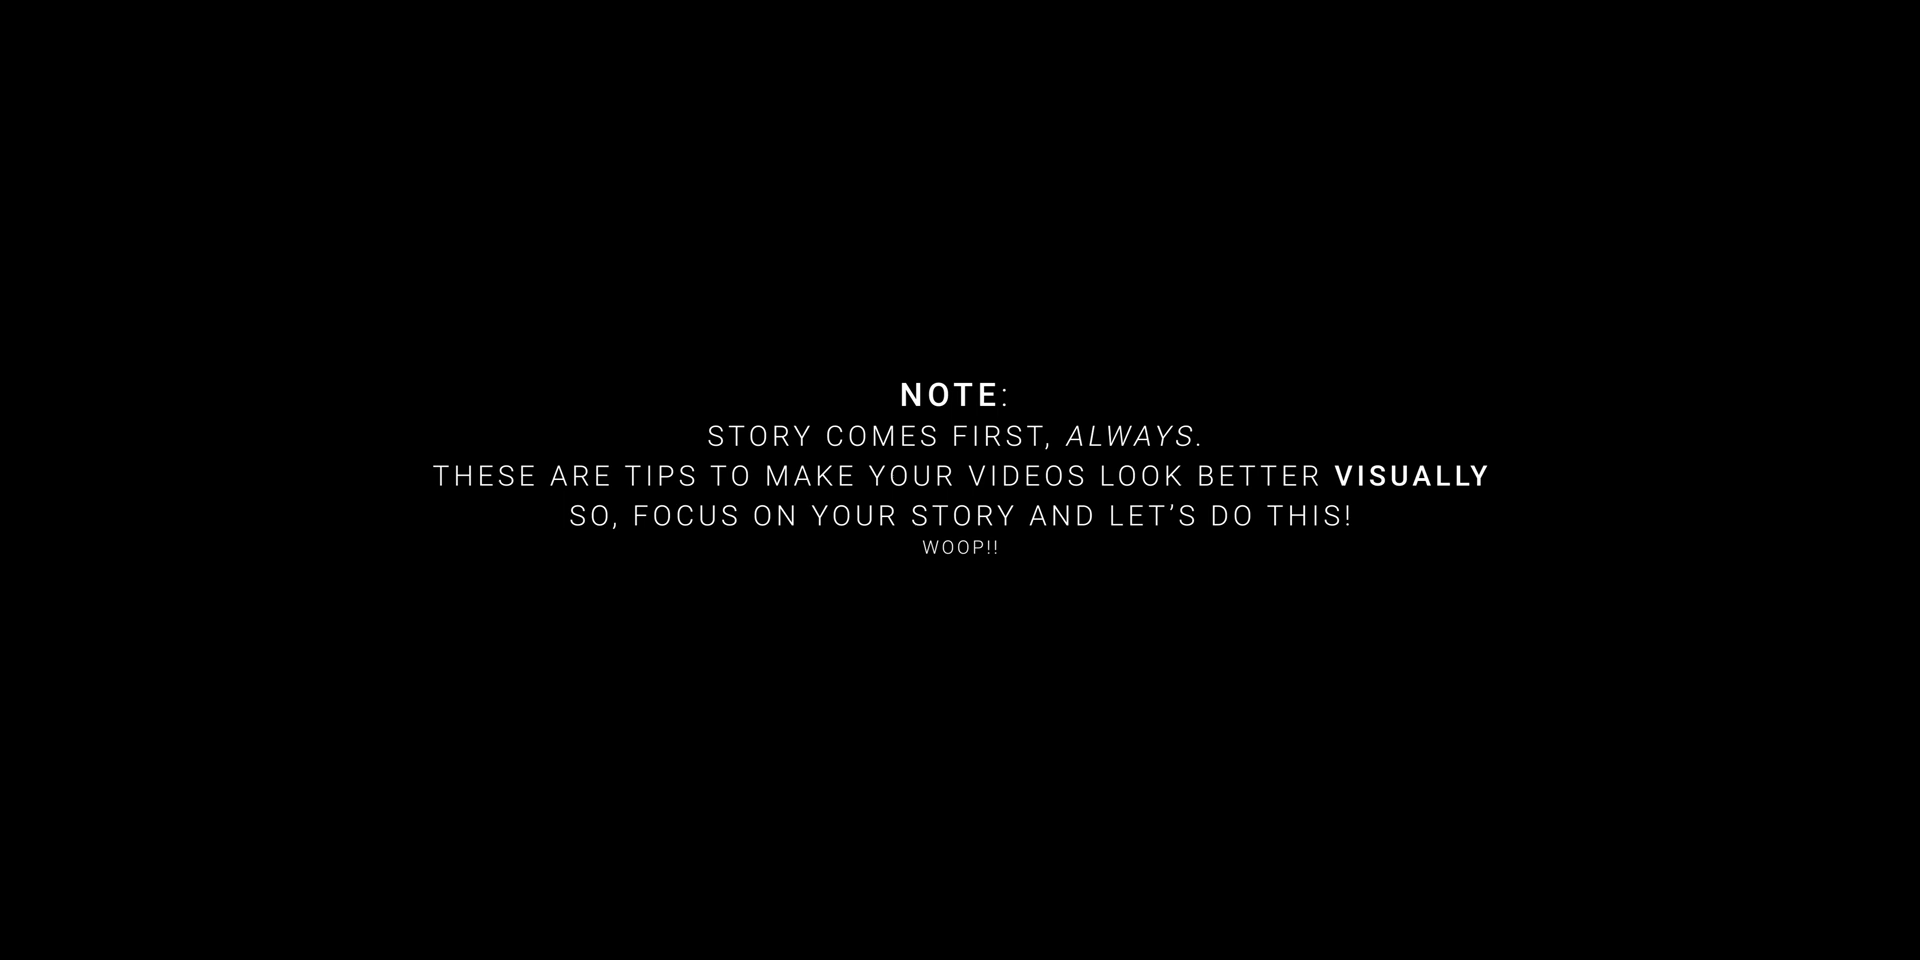 NOTE:
STORY COMES FIRST, ALWAYS.
THESE ARE TIPS TO MAKE YOUR VIDEOS LOOK BETTER VISUALLY
SO, FOCUS ON YOUR STORY AND LET’S DO THIS!
WOOP!!